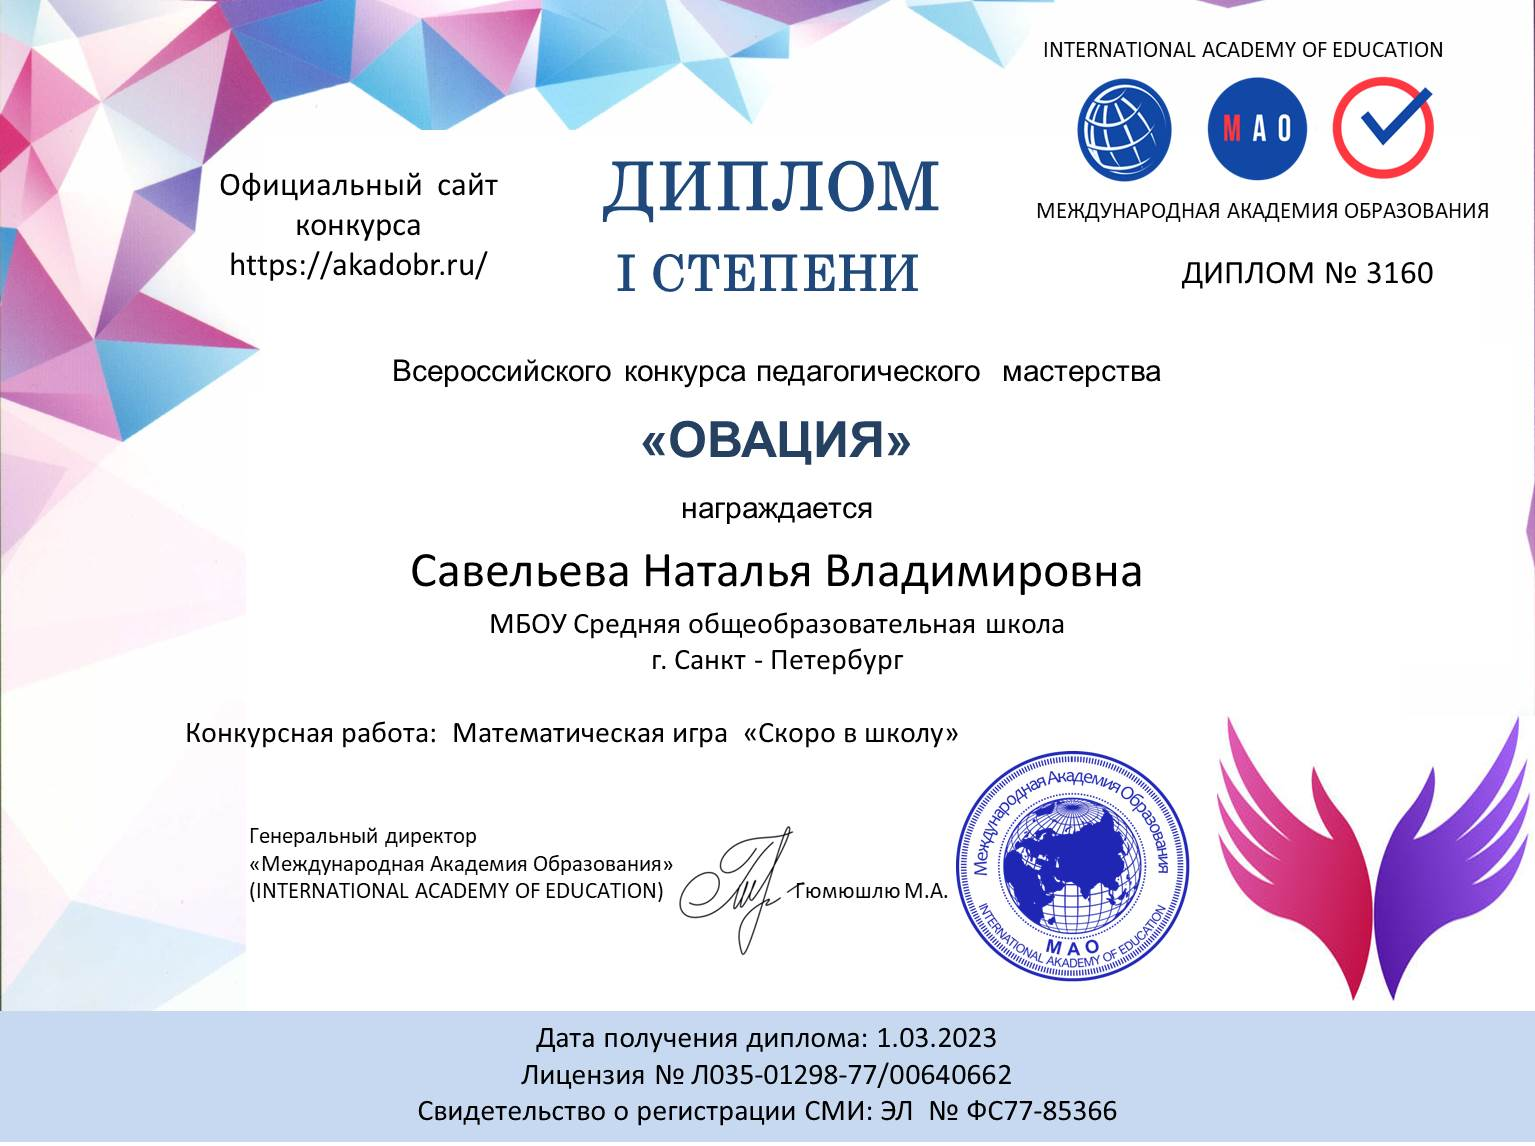 INTERNATIONAL ACADEMY OF EDUCATION
МАО
МЕЖДУНАРОДНАЯ АКАДЕМИЯ ОБРАЗОВАНИЯ
Официальный сайт
конкурса
https://akadobr.ru/
ДИПЛОМ
I СТЕПЕНИ
ДИПЛОМ № 3160
Всероссийского конкурса педагогического мастерства
«ОВАЦИЯ»
награждается
Савельева Наталья Владимировна
МБОУ Средняя общеобразовательная школа
г. Санкт - Петербург
Конкурсная работа: Математическая игра «Скоро в школу»
Генеральный директор
«Международная Академия Образования»
(INTERNATIONAL ACADEMY OF EDUCATION)
Гюмюшлю М.А.
Международная Академия Образования
МАО
INTERNATIONAL AKADEMY OF EDUCATION
Дата получения диплома: 1.03.2023
Лицензия № Л035-01298-77/00640662
Свидетельство о регистрации СМИ: ЭЛ № ФС77-85366